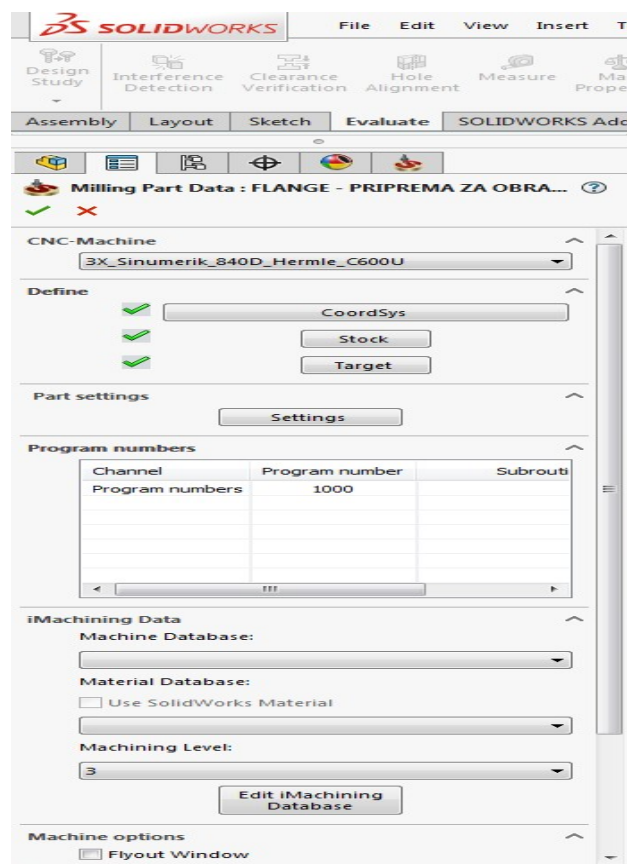 SOLIDWORKS File Edit View Insert T
Design Study Interference Detection Clearance Verification Hole Alignment Measure Ma Prope
Assembly Layout Sketch Evaluate SOLIDWORKS Adc
Milling Part Data : FLANGE - PRIPREMA ZA OBRA...
CNC-Machine
3X_Sinumerik_840D_Hermle_C600U
Define
CoordSys
Stock
Target
Part settings
Settings
Program numbers
Channel Program number Subrouti
Program numbers 1000
iMachining Data
Machine Database:
Material Database:
Use SolidWorks Material
Machining Level:
3
Edit iMachining
Database
Machine options
Flyout Window